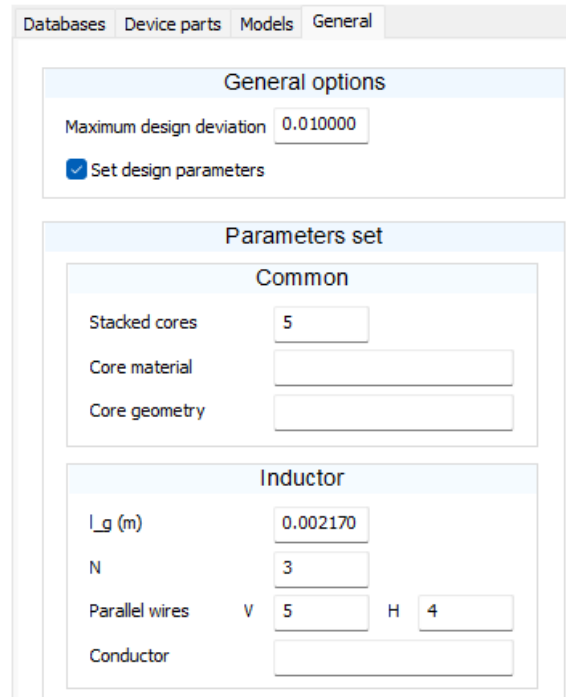 Databases Device parts Models General
General options
Maximum design deviation 0.010000
Set design parameters
Parameters set
Common
Stacked cores 5
Core material
Core geometry
Inductor
l_g (m) 0.002170
N 3
Parallel wires V 5 H 4
Conductor